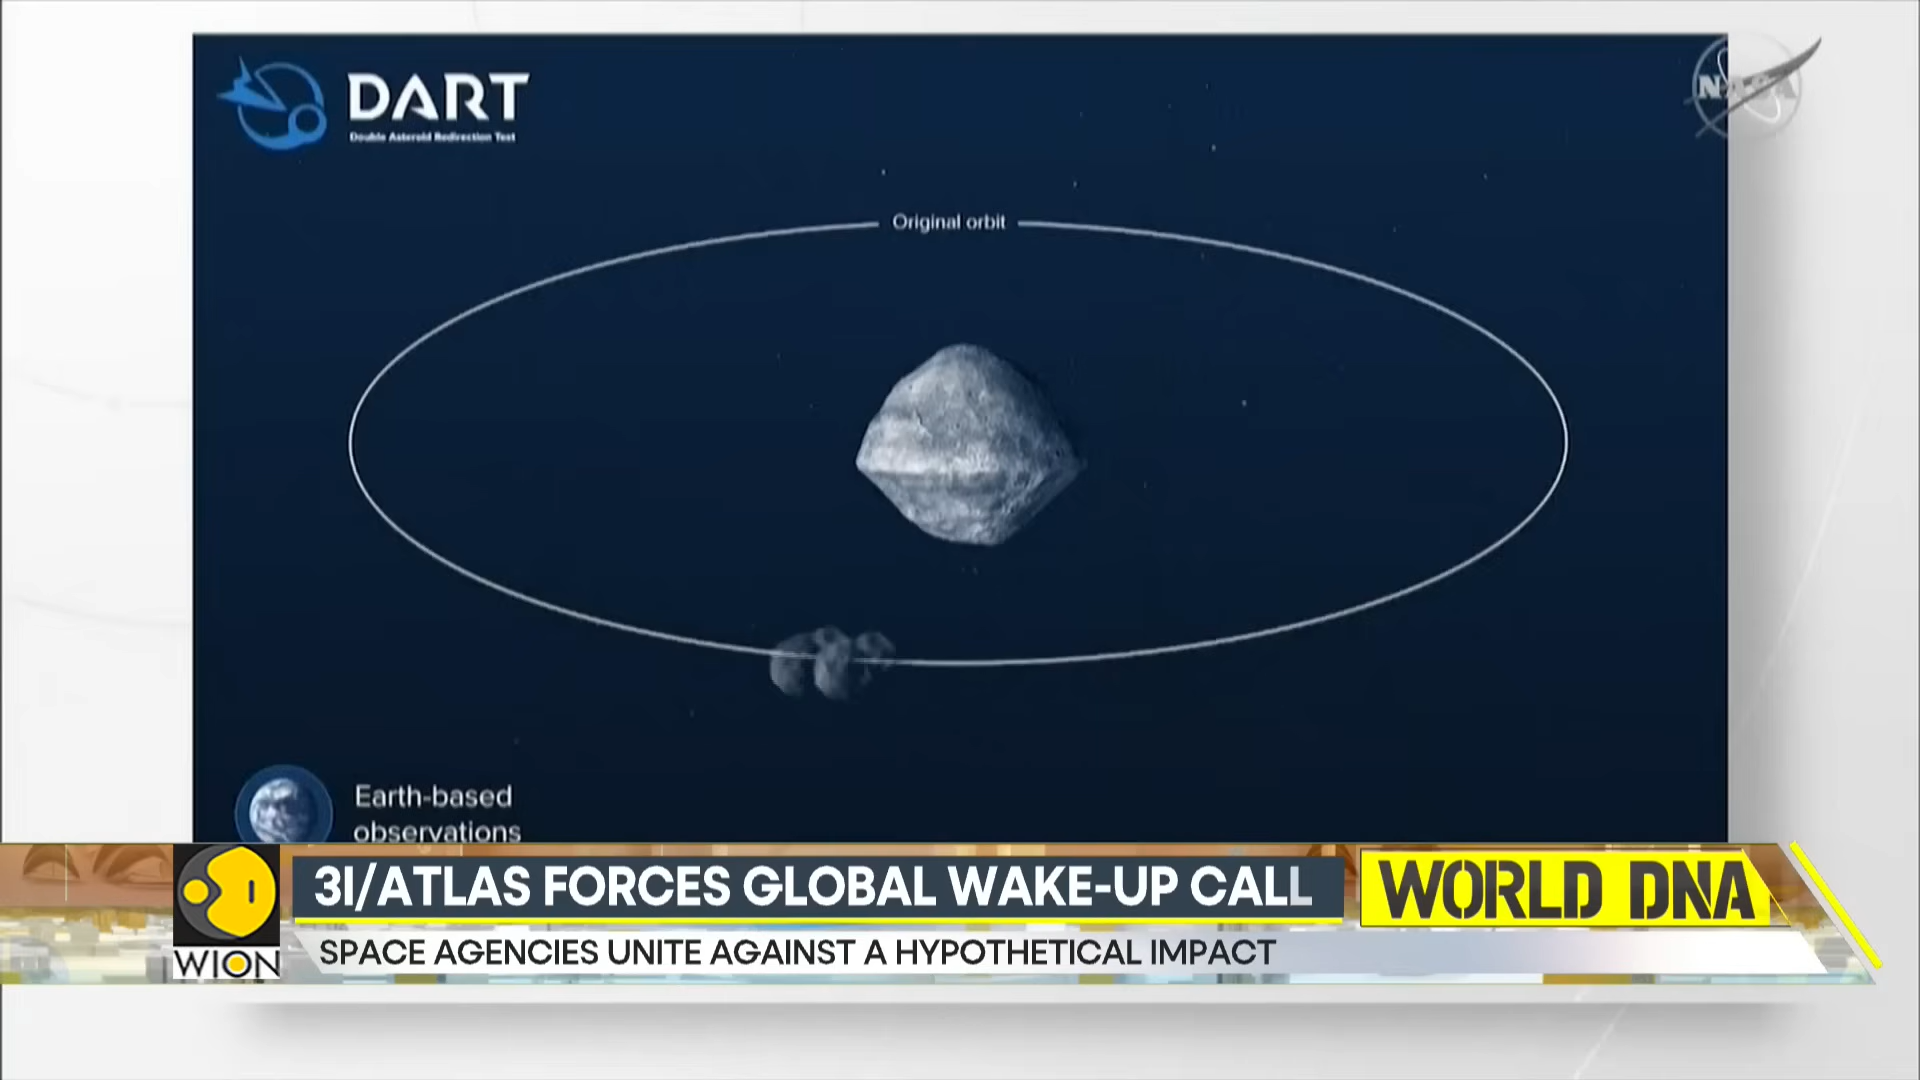 DART
Double Asteroid Redirection Test
NASA
Original orbit
Earth-based
observations
3I/ATLAS FORCES GLOBAL WAKE-UP CALL
WORLD DNA
SPACE AGENCIES UNITE AGAINST A HYPOTHETICAL IMPACT
WION